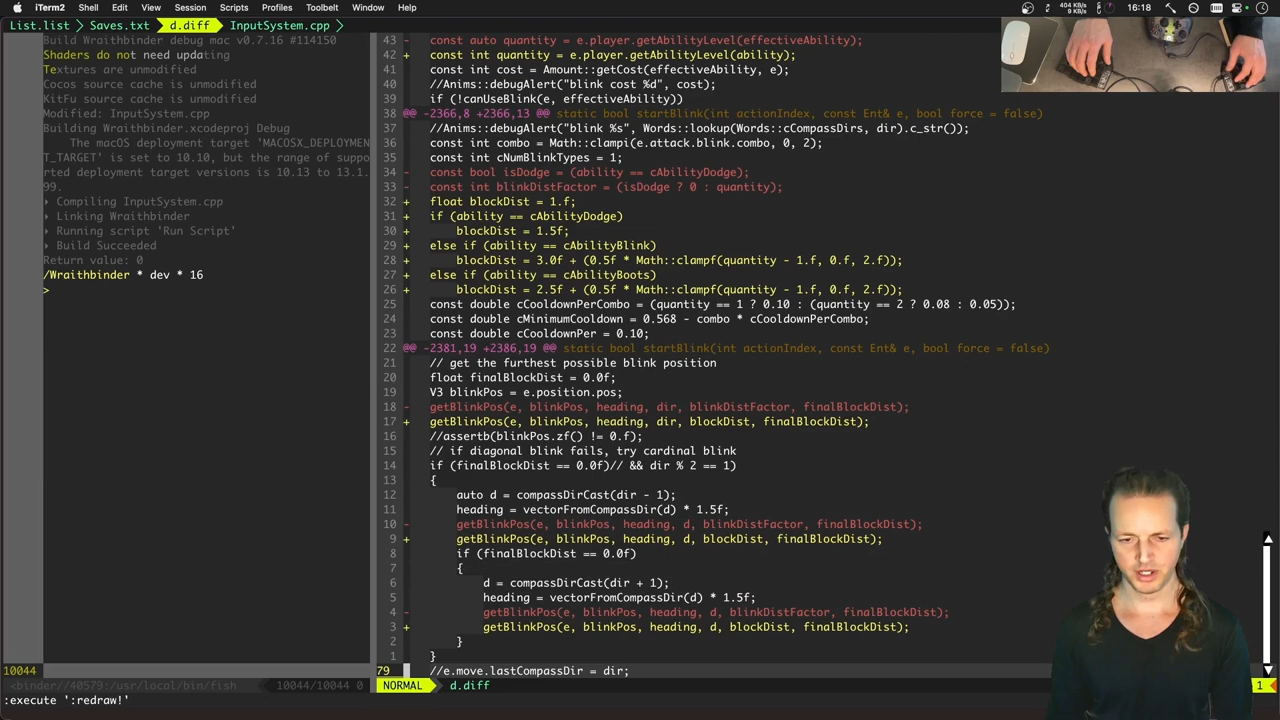 iTerm2 Shell Edit View Session Scripts Profiles Toolbelt Window Help 404 KB/s 9 KB/s 16:18
List.list Saves.txt d.diff InputSystem.cpp
Build Wraithbinder debug mac v0.7.16 #114150
Shaders do not need updating
Textures are unmodified
Cocos source cache is unmodified
KitFu source cache is unmodified
Modified: InputSystem.cpp
Building Wraithbinder.xcodeproj Debug
The macOS deployment target 'MACOSX_DEPLOYMEN
T_TARGET' is set to 10.10, but the range of suppo
rted deployment target versions is 10.13 to 13.1.
99.
Compiling InputSystem.cpp
Linking Wraithbinder
Running script 'Run Script'
Build Succeeded
Return value: 0
/Wraithbinder * dev * 16
>
43 - const auto quantity = e.player.getAbilityLevel(effectiveAbility);
42 + const int quantity = e.player.getAbilityLevel(ability);
41 const int cost = Amount::getCost(effectiveAbility, e);
40 //Anims::debugAlert("blink cost %d", cost);
39 if (!canUseBlink(e, effectiveAbility))
38 @@ -2366,8 +2366,13 @@ static bool startBlink(int actionIndex, const Ent& e, bool force = false)
37 //Anims::debugAlert("blink %s", Words::lookup(Words::cCompassDirs, dir).c_str());
36 const int combo = Math::clampi(e.attack.blink.combo, 0, 2);
35 const int cNumBlinkTypes = 1;
34 - const bool isDodge = (ability == cAbilityDodge);
33 - const int blinkDistFactor = (isDodge ? 0 : quantity);
32 + float blockDist = 1.f;
31 + if (ability == cAbilityDodge)
30 + blockDist = 1.5f;
29 + else if (ability == cAbilityBlink)
28 + blockDist = 3.0f + (0.5f * Math::clampf(quantity - 1.f, 0.f, 2.f));
27 + else if (ability == cAbilityBoots)
26 + blockDist = 2.5f + (0.5f * Math::clampf(quantity - 1.f, 0.f, 2.f));
25 const double cCooldownPerCombo = (quantity == 1 ? 0.10 : (quantity == 2 ? 0.08 : 0.05));
24 const double cMinimumCooldown = 0.568 - combo * cCooldownPerCombo;
23 const double cCooldownPer = 0.10;
22 @@ -2381,19 +2386,19 @@ static bool startBlink(int actionIndex, const Ent& e, bool force = false)
21 // get the furthest possible blink position
20 float finalBlockDist = 0.0f;
19 V3 blinkPos = e.position.pos;
18 - getBlinkPos(e, blinkPos, heading, dir, blinkDistFactor, finalBlockDist);
17 + getBlinkPos(e, blinkPos, heading, dir, blockDist, finalBlockDist);
16 //assertb(blinkPos.zf() != 0.f);
15 // if diagonal blink fails, try cardinal blink
14 if (finalBlockDist == 0.0f)// && dir % 2 == 1)
13 {
12 auto d = compassDirCast(dir - 1);
11 heading = vectorFromCompassDir(d) * 1.5f;
10 - getBlinkPos(e, blinkPos, heading, d, blinkDistFactor, finalBlockDist);
9 + getBlinkPos(e, blinkPos, heading, d, blockDist, finalBlockDist);
8 if (finalBlockDist == 0.0f)
7 {
6 d = compassDirCast(dir + 1);
5 heading = vectorFromCompassDir(d) * 1.5f;
4 - getBlinkPos(e, blinkPos, heading, d, blinkDistFactor, finalBlockDist);
3 + getBlinkPos(e, blinkPos, heading, d, blockDist, finalBlockDist);
2 }
1 }
79 //e.move.lastCompassDir = dir;
10044
<binder//40579:/usr/local/bin/fish 10044/10044 0
NORMAL d.diff 1
:execute ':redraw!'